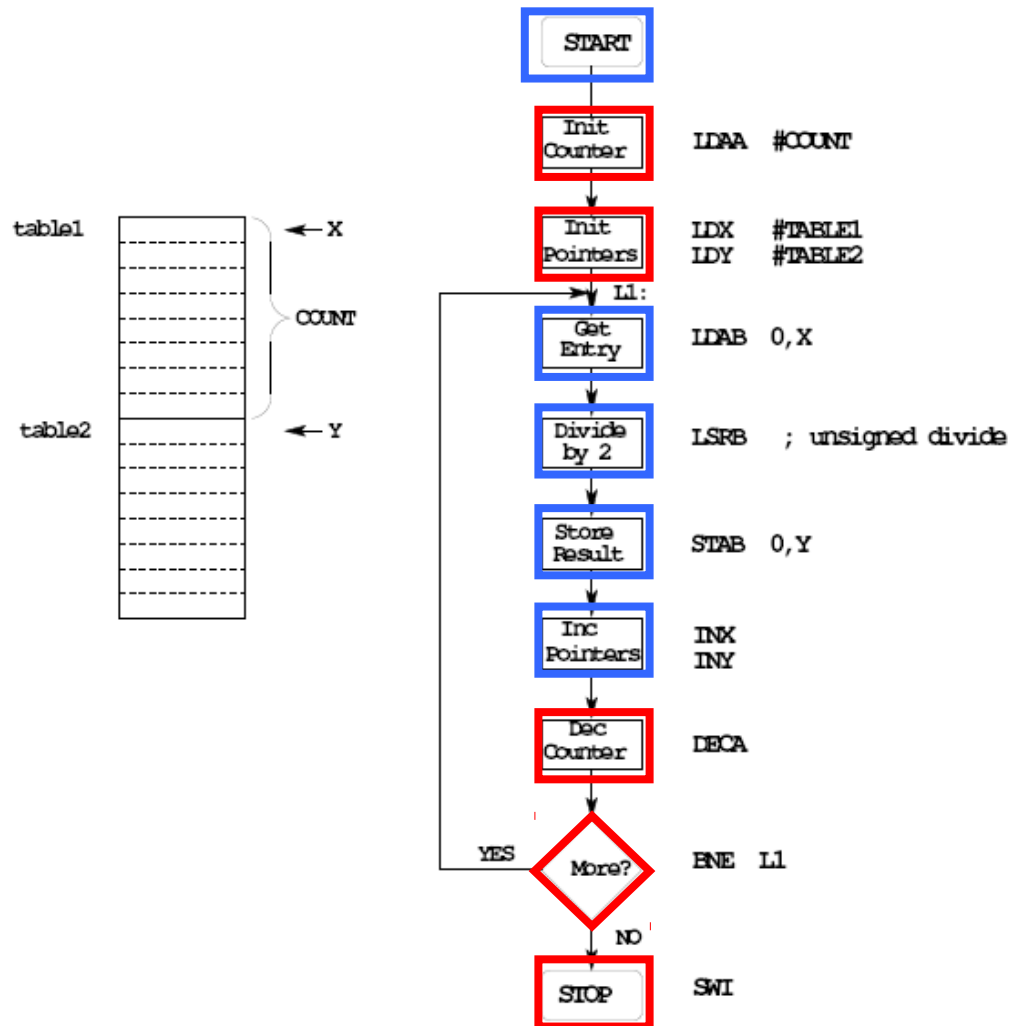 START
Init
Counter
LDAA #COUNT
Init
Pointers
LDX #TABLE1
LDY #TABLE2
L1:
Get
Entry
LDAB 0,X
Divide
by 2
LSRB ; unsigned divide
Store
Result
STAB 0,Y
Inc
Pointers
INX
INY
Dec
Counter
DECA
More?
YES
BNE L1
NO
STOP
SWI
table1
X
COUNT
table2
Y